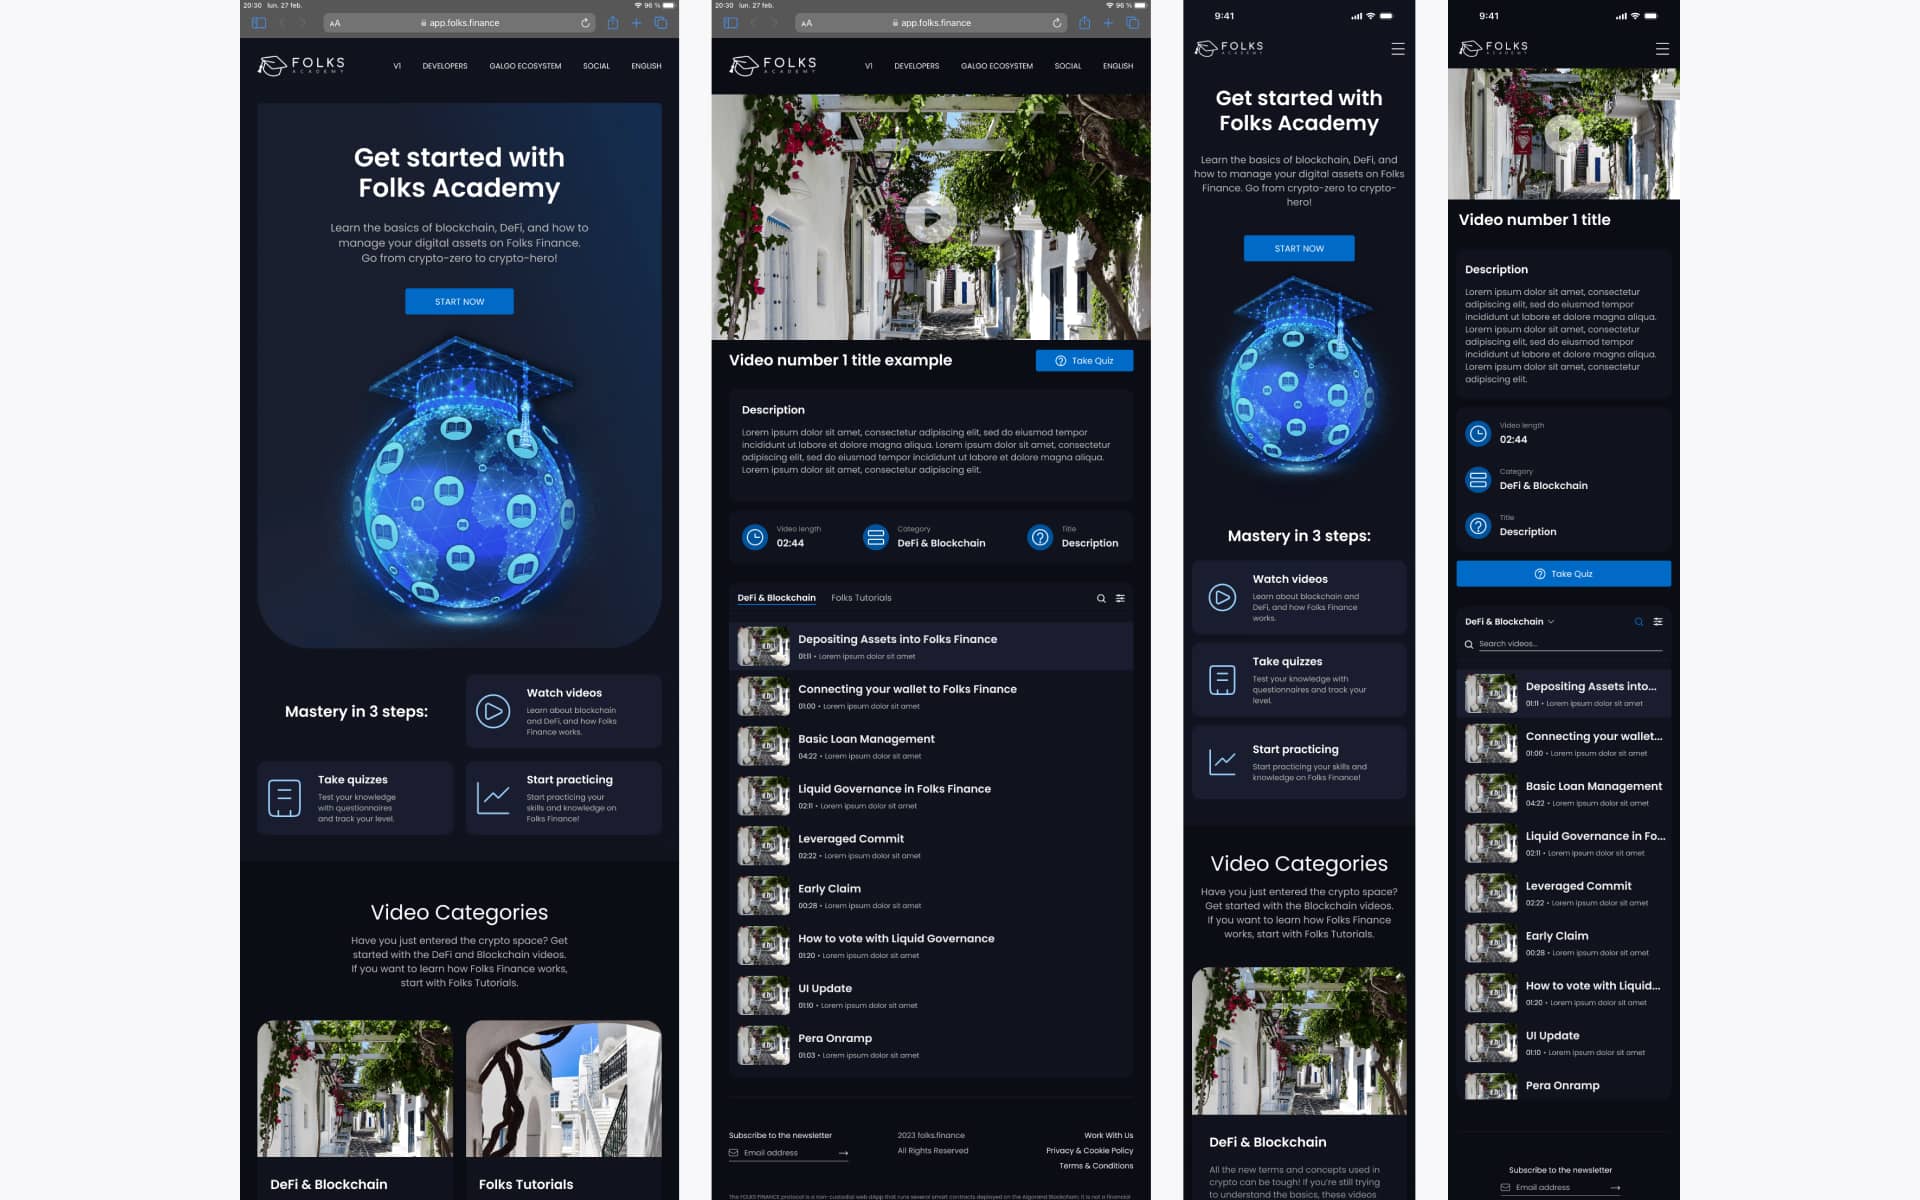 20:30 lun. 27 feb.
96 %
AA
app.folks.finance
FOLKS
ACADEMY
V1
DEVELOPERS
GALGO ECOSYSTEM
SOCIAL
ENGLISH
Get started with
Folks Academy
Learn the basics of blockchain, DeFi, and how to
manage your digital assets on Folks Finance.
Go from crypto-zero to crypto-hero!
START NOW
Mastery in 3 steps:
Watch videos
Learn about blockchain
and DeFi, and how Folks
Finance works.
Take quizzes
Test your knowledge
with questionnaires
and track your level.
Start practicing
Start practicing your
skills and knowledge on
Folks Finance!
Video Categories
Have you just entered the crypto space? Get
started with the DeFi and Blockchain videos.
If you want to learn how Folks Finance works,
start with Folks Tutorials.
DeFi & Blockchain
Folks Tutorials
20:30 lun. 27 feb.
96 %
AA
app.folks.finance
FOLKS
ACADEMY
V1
DEVELOPERS
GALGO ECOSYSTEM
SOCIAL
ENGLISH
Video number 1 title example
Take Quiz
Description
Lorem ipsum dolor sit amet, consectetur adipiscing elit, sed do eiusmod tempor
incididunt ut labore et dolore magna aliqua. Lorem ipsum dolor sit amet, consectetur
adipiscing elit, sed do eiusmod tempor incididunt ut labore et dolore magna aliqua.
Lorem ipsum dolor sit amet, consectetur adipiscing elit.
Video length
02:44
Category
DeFi & Blockchain
Title
Description
DeFi & Blockchain
Folks Tutorials
Depositing Assets into Folks Finance
01:11 • Lorem ipsum dolor sit amet
Connecting your wallet to Folks Finance
01:00 • Lorem ipsum dolor sit amet
Basic Loan Management
04:22 • Lorem ipsum dolor sit amet
Liquid Governance in Folks Finance
02:11 • Lorem ipsum dolor sit amet
Leveraged Commit
02:22 • Lorem ipsum dolor sit amet
Early Claim
00:28 • Lorem ipsum dolor sit amet
How to vote with Liquid Governance
01:20 • Lorem ipsum dolor sit amet
UI Update
01:10 • Lorem ipsum dolor sit amet
Pera Onramp
01:03 • Lorem ipsum dolor sit amet
Subscribe to the newsletter
Email address
2023 folks.finance
All Rights Reserved
Work With Us
Privacy & Cookie Policy
Terms & Conditions
The FOLKS FINANCE protocol is a non-custodial web dApp that runs several smart contracts deployed on the Algorand Blockchain. It is not a financial
9:41
FOLKS
ACADEMY
Get started with
Folks Academy
Learn the basics of blockchain, DeFi, and
how to manage your digital assets on Folks
Finance. Go from crypto-zero to crypto-
hero!
START NOW
Mastery in 3 steps:
Watch videos
Learn about blockchain and
DeFi, and how Folks Finance
works.
Take quizzes
Test your knowledge with
questionnaires and track your
level.
Start practicing
Start practicing your skills and
knowledge on Folks Finance!
Video Categories
Have you just entered the crypto space?
Get started with the Blockchain videos.
If you want to learn how Folks Finance
works, start with Folks Tutorials.
DeFi & Blockchain
All the new terms and concepts used in
crypto can be tough! If you're still trying
to understand the basics, these videos
9:41
FOLKS
ACADEMY
Video number 1 title
Description
Lorem ipsum dolor sit amet, consectetur
adipiscing elit, sed do eiusmod tempor
incididunt ut labore et dolore magna aliqua.
Lorem ipsum dolor sit amet, consectetur
adipiscing elit, sed do eiusmod tempor
incididunt ut labore et dolore magna aliqua.
Lorem ipsum dolor sit amet, consectetur
adipiscing elit.
Video length
02:44
Category
DeFi & Blockchain
Title
Description
Take Quiz
DeFi & Blockchain
Search videos...
Depositing Assets into...
01:11 • Lorem ipsum dolor sit amet
Connecting your wallet...
01:00 • Lorem ipsum dolor sit amet
Basic Loan Management
04:22 • Lorem ipsum dolor sit amet
Liquid Governance in Fo...
02:11 • Lorem ipsum dolor sit amet
Leveraged Commit
02:22 • Lorem ipsum dolor sit amet
Early Claim
00:28 • Lorem ipsum dolor sit amet
How to vote with Liquid...
01:20 • Lorem ipsum dolor sit amet
UI Update
01:10 • Lorem ipsum dolor sit amet
Pera Onramp
Subscribe to the newsletter
Email address